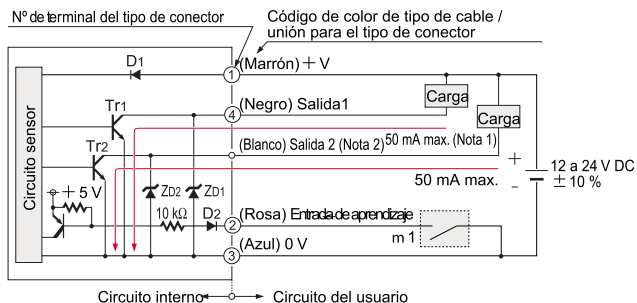 Nº de terminal del tipo de conector
Código de color de tipo de cable /
unión para el tipo de conector
D1
1
(Marrón) + V
Tr1
4
(Negro) Salida1
Carga
Carga
Tr2
(Blanco) Salida 2 (Nota 2)
50 mA max. (Nota 1)
Circuito sensor
+ 5 V
ZD2
ZD1
50 mA max.
+
-
12 a 24 V DC
± 10 %
10 kΩ
D2
2
(Rosa) Entrada de aprendizaje
m 1
(Azul) 0 V
3
Circuito interno
Circuito del usuario